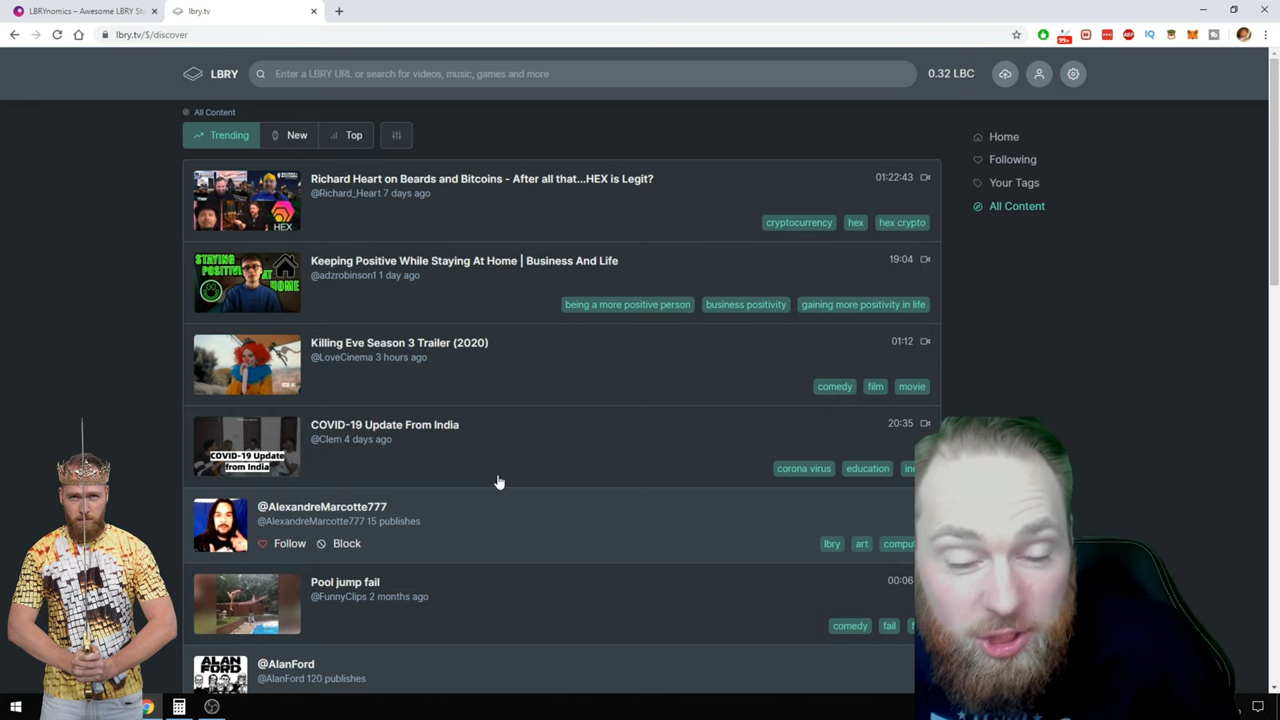 LBRYnomics – Awesome LBRY St
lbry.tv
lbry.tv/$/discover
99+
ABP
IQ
LBRY
Enter a LBRY URL or search for videos, music, games and more
0.32 LBC
All Content
Trending
New
Top
Home
Following
Your Tags
All Content
Richard Heart on Beards and Bitcoins - After all that...HEX is Legit?
01:22:43
@Richard_Heart 7 days ago
HEX
cryptocurrency
hex
hex crypto
STAYING
POSITIVE
AT
HOME
Keeping Positive While Staying At Home | Business And Life
19:04
@adzrobinson1 1 day ago
being a more positive person
business positivity
gaining more positivity in life
Killing Eve Season 3 Trailer (2020)
01:12
@LoveCinema 3 hours ago
comedy
film
movie
COVID-19 Update From India
20:35
@Clem 4 days ago
COVID-19 Update
from India
corona virus
education
ind
@AlexandreMarcotte777
@AlexandreMarcotte777 15 publishes
Follow
Block
lbry
art
comput
Pool jump fail
00:06
@FunnyClips 2 months ago
comedy
fail
f
ALAN
FORD
@AlanFord
@AlanFord 120 publishes